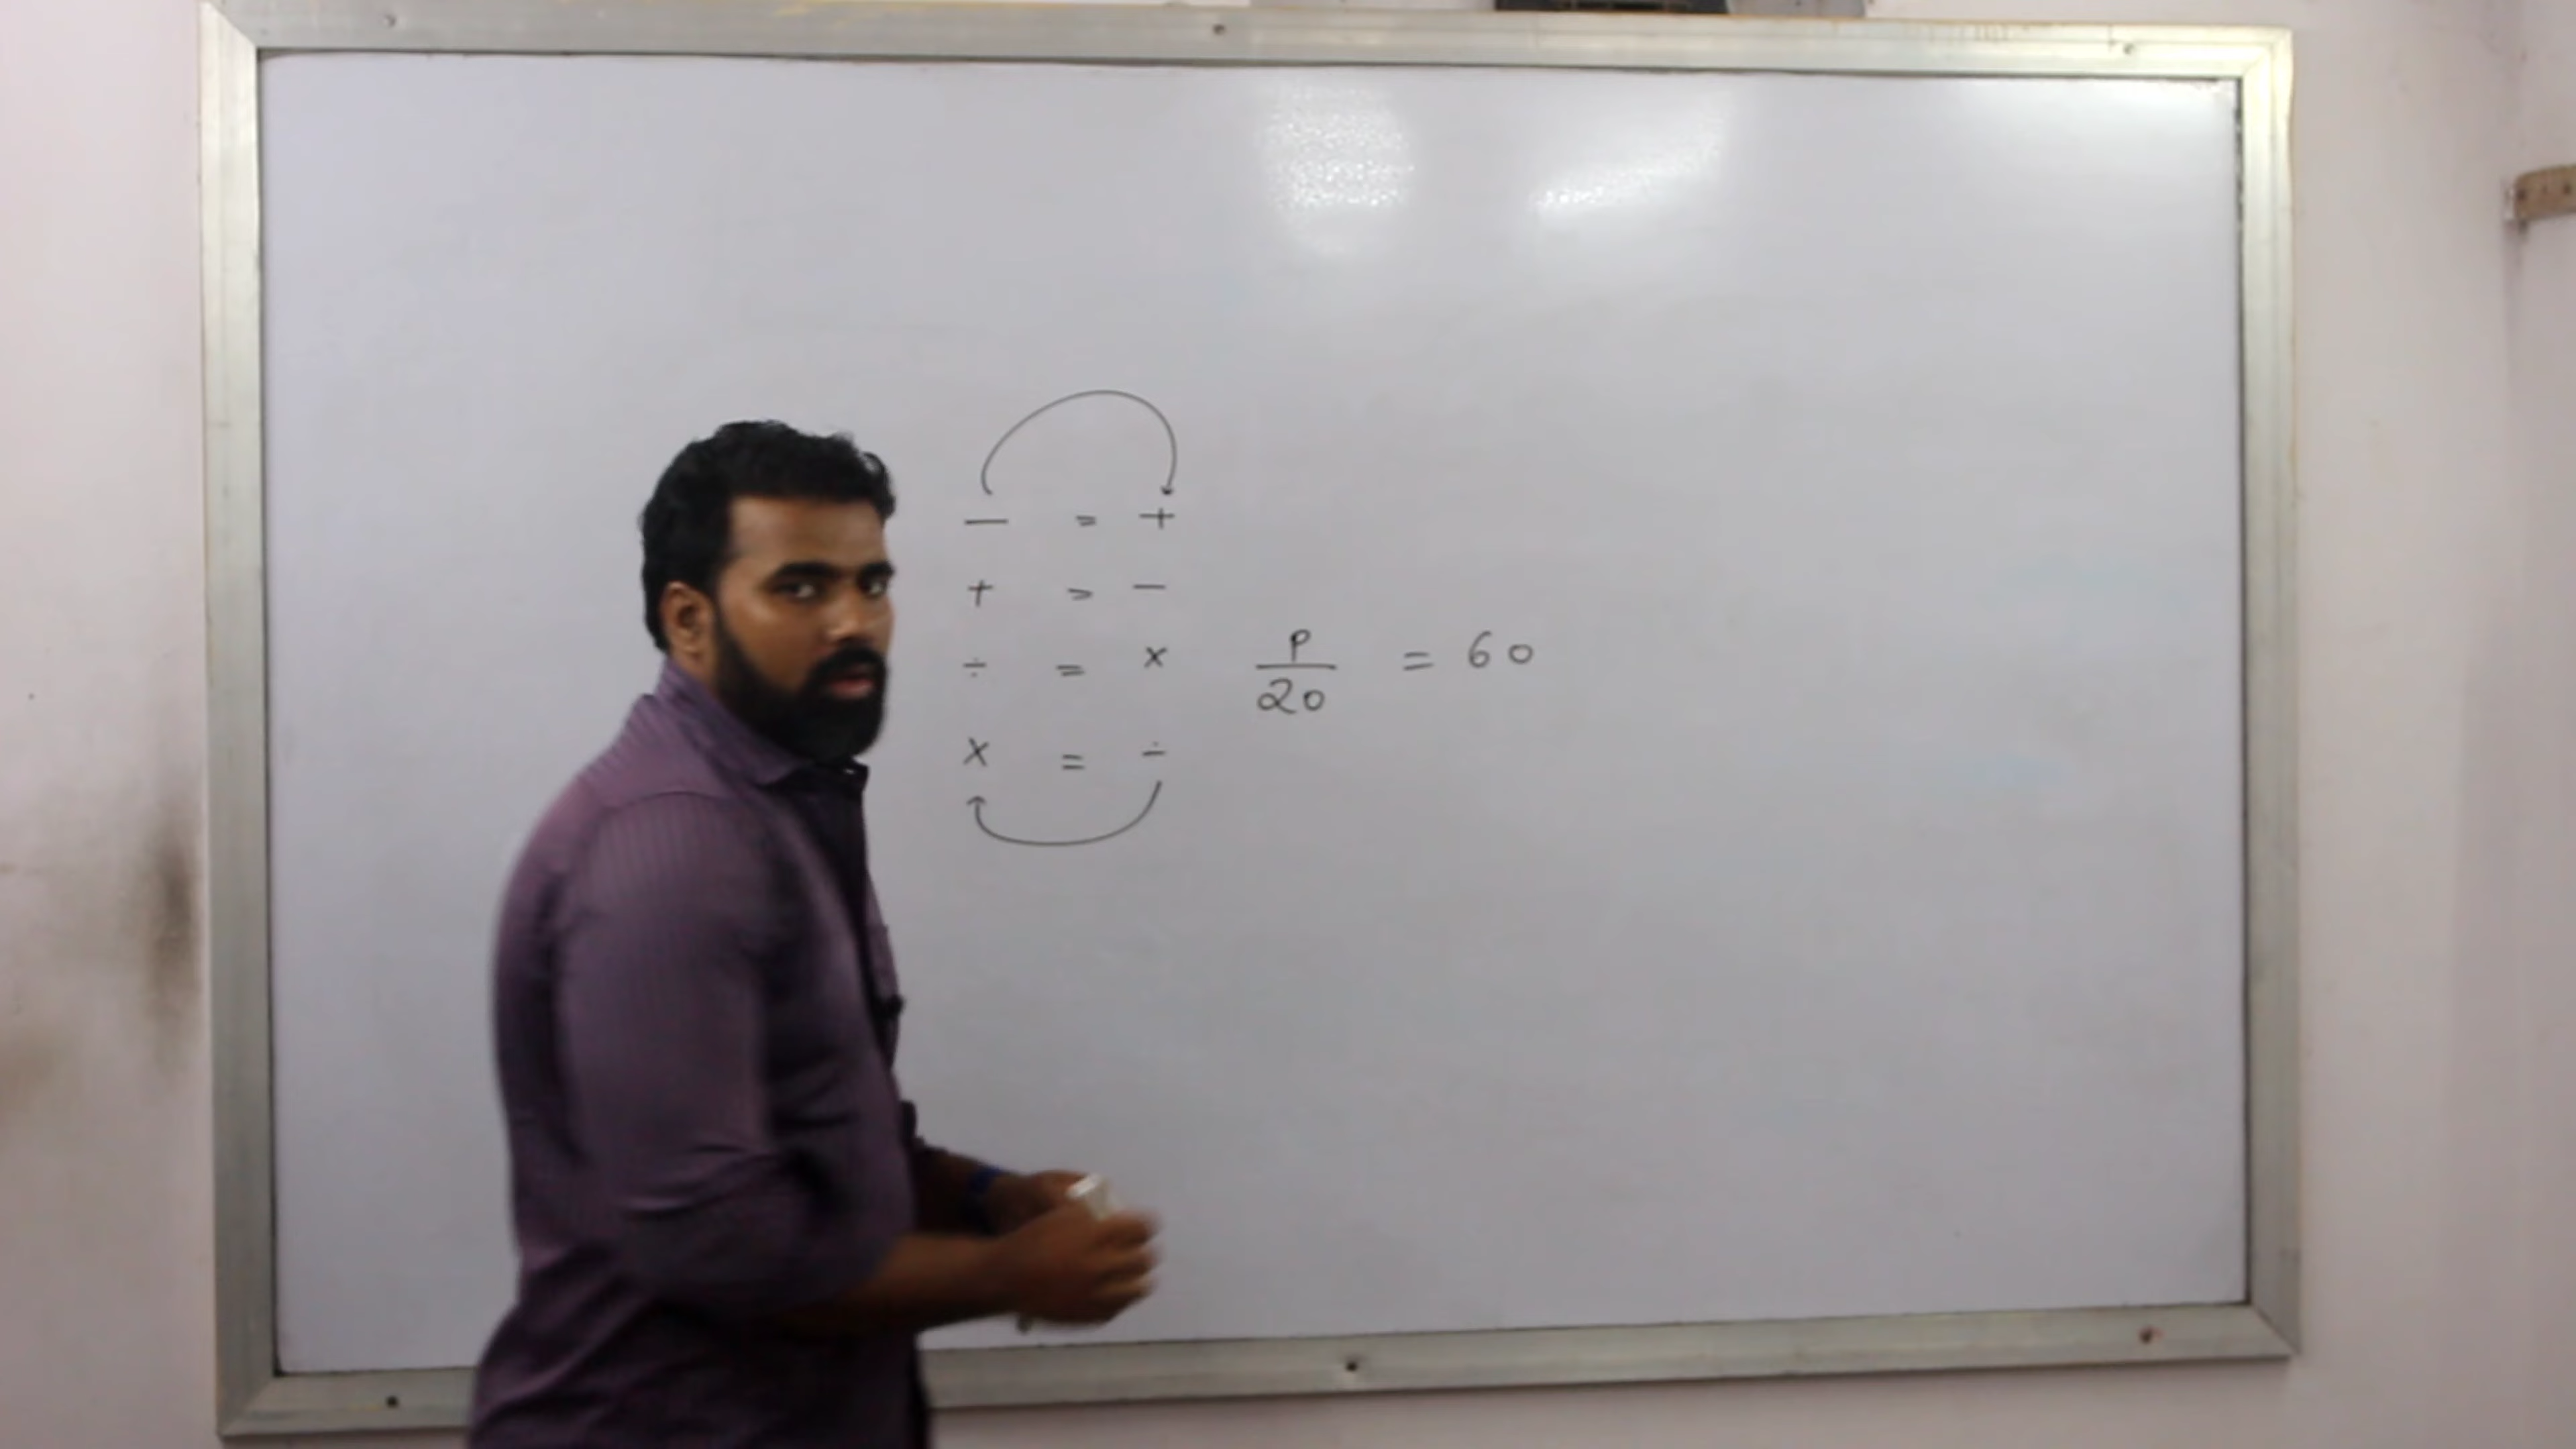 — = +
+ = —
÷ = ×
× = ÷
P
20
= 60